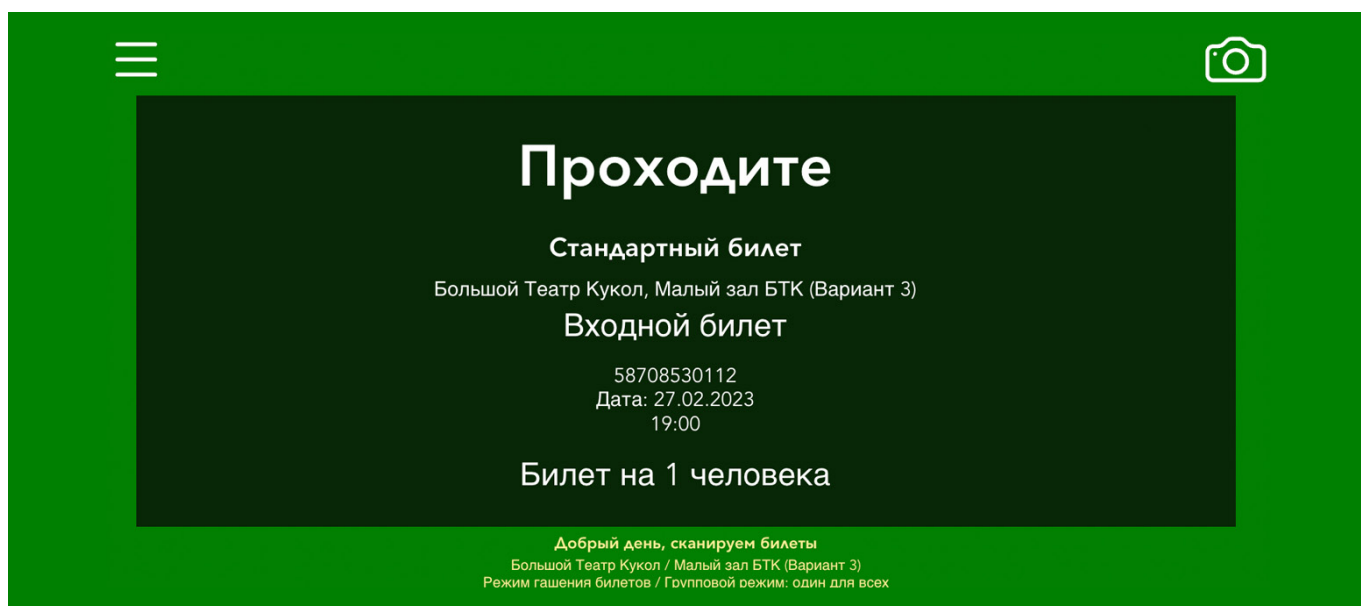 Проходите
Стандартный билет
Большой Театр Кукол, Малый зал БТК (Вариант 3)
Входной билет
58708530112
Дата: 27.02.2023
19:00
Билет на 1 человека
Добрый день, сканируем билеты
Большой Театр Кукол / Малый зал БТК (Вариант 3)
Режим гашения билетов / Групповой режим: один для всех